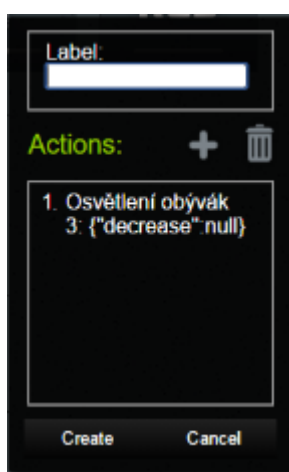 Label:
Actions:
1. Osvětlení obývák
3: {"decrease":null}
Create
Cancel